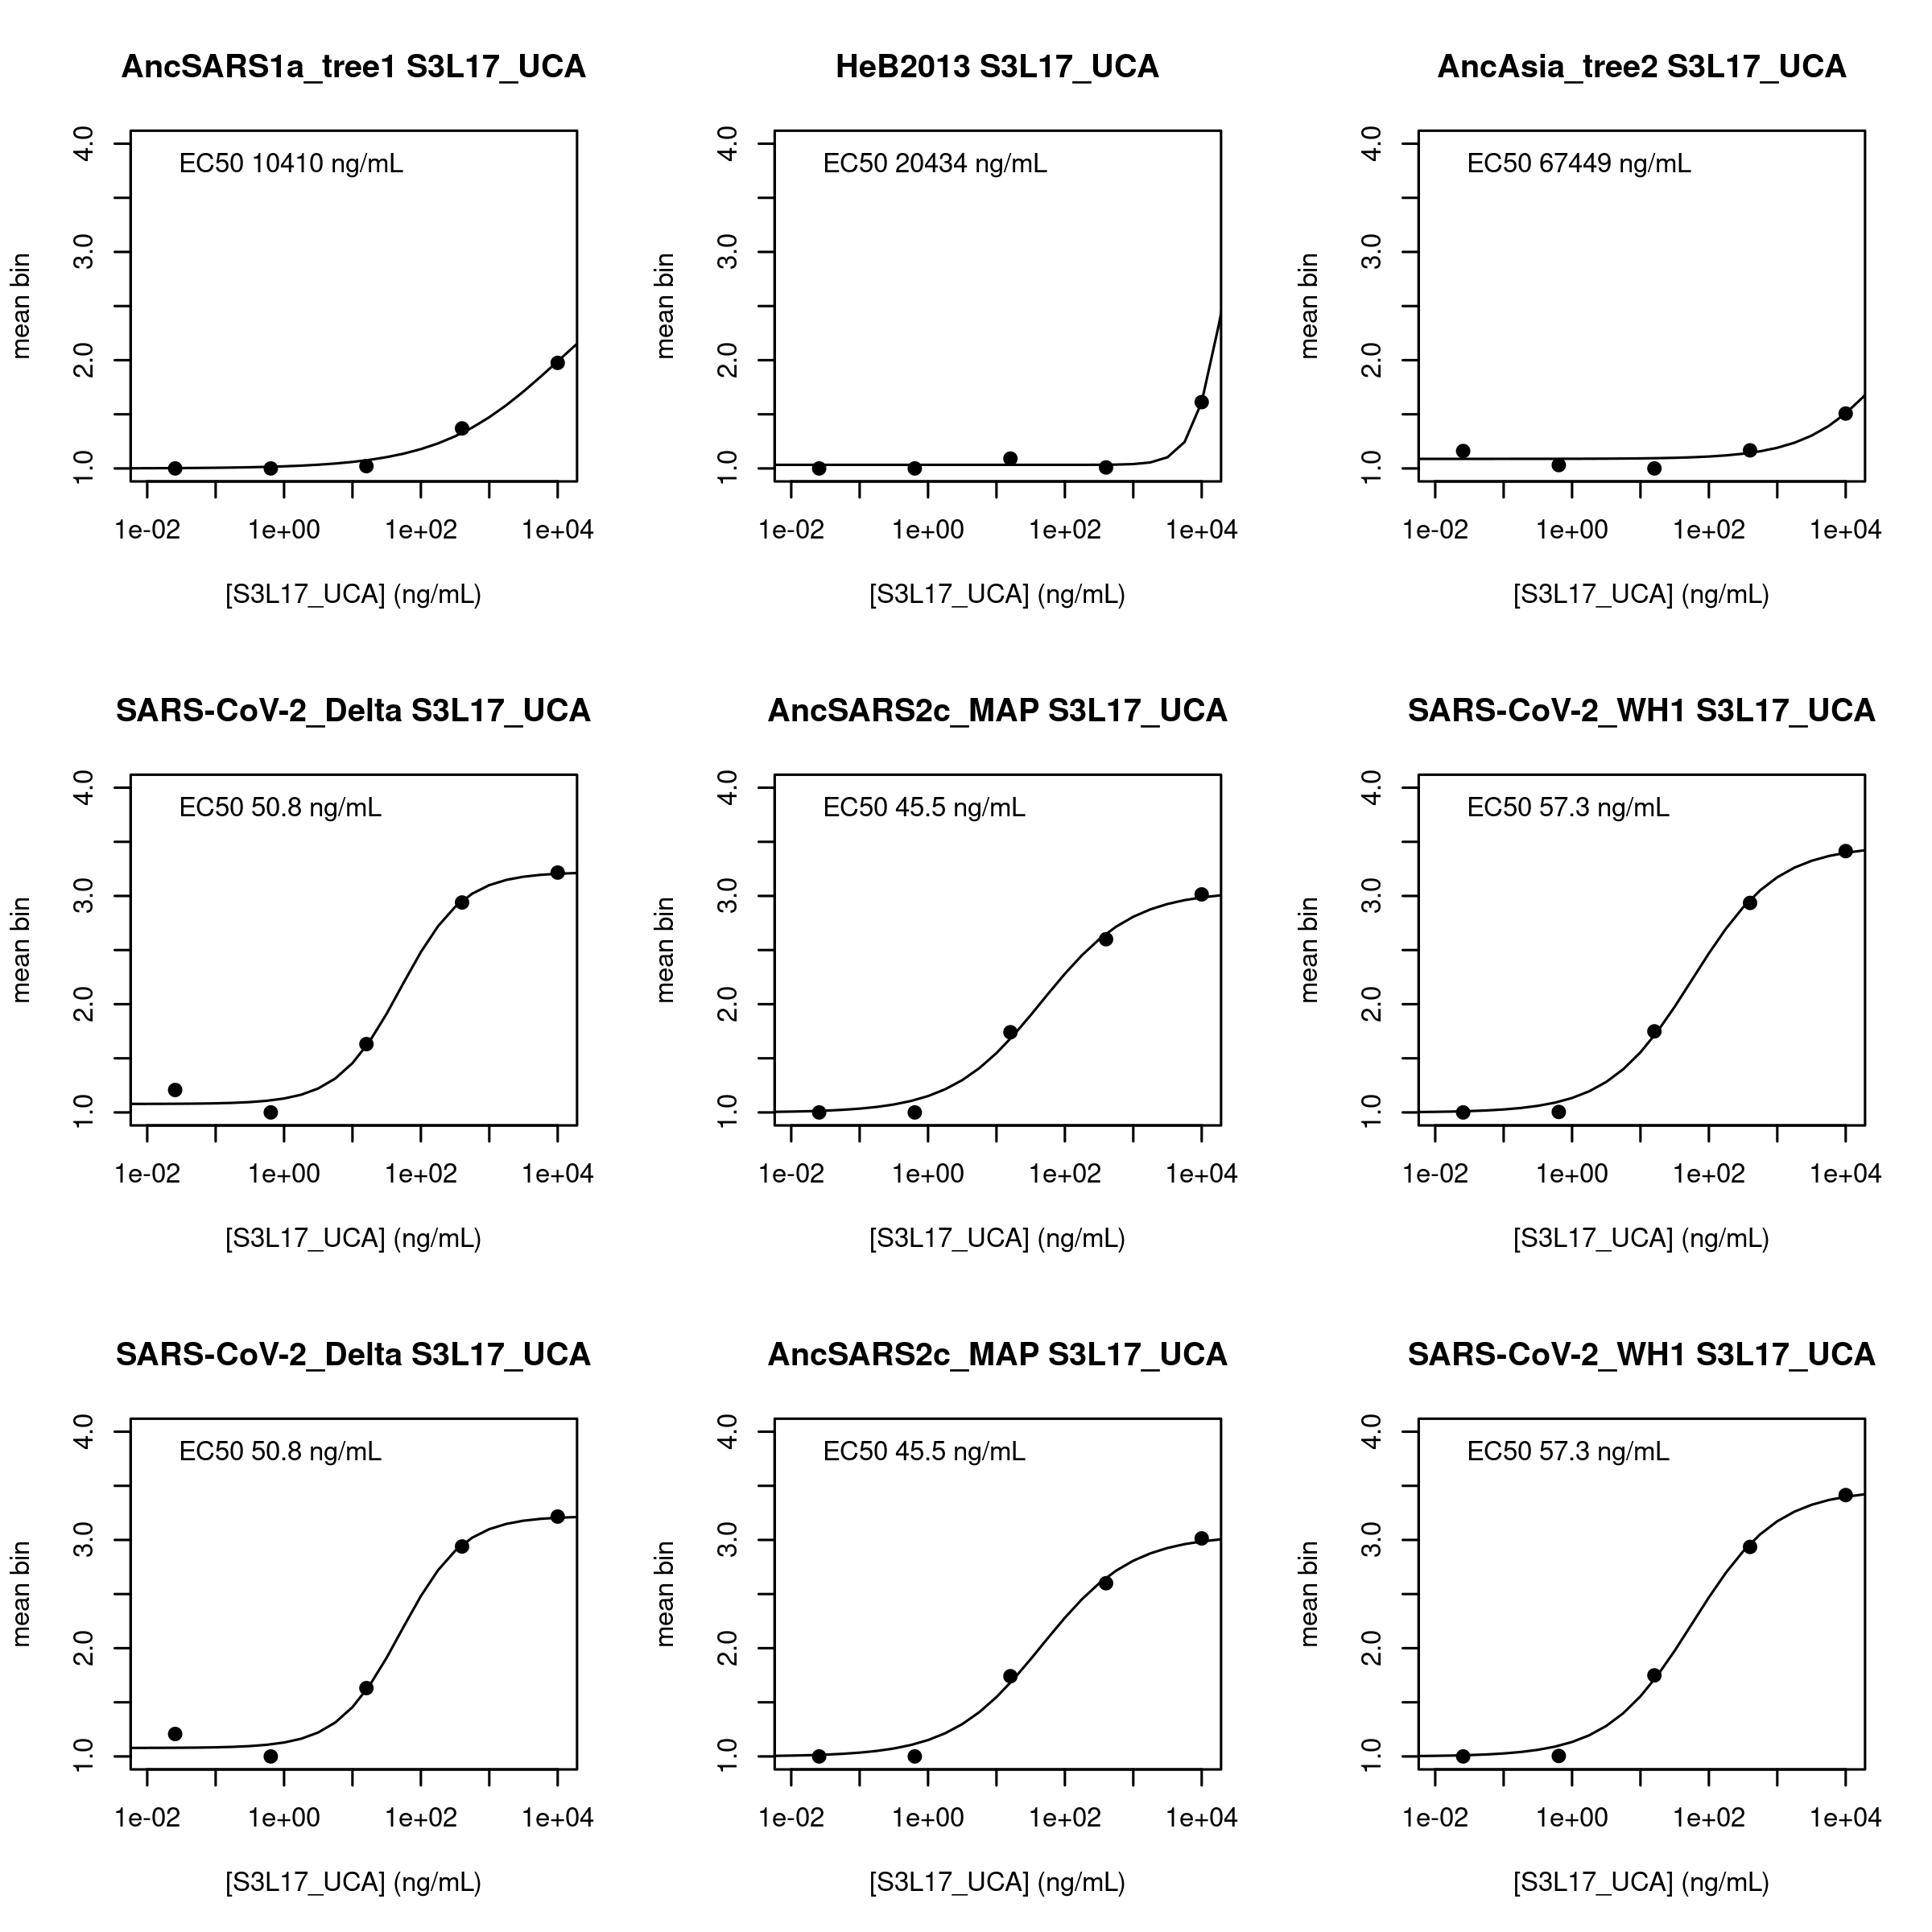 AncSARS1a_tree1 S3L17_UCA
EC50 10410 ng/mL
mean bin
4.0
3.0
2.0
1.0
1e-02 1e+00 1e+02 1e+04
[S3L17_UCA] (ng/mL)
HeB2013 S3L17_UCA
EC50 20434 ng/mL
mean bin
4.0
3.0
2.0
1.0
1e-02 1e+00 1e+02 1e+04
[S3L17_UCA] (ng/mL)
AncAsia_tree2 S3L17_UCA
EC50 67449 ng/mL
mean bin
4.0
3.0
2.0
1.0
1e-02 1e+00 1e+02 1e+04
[S3L17_UCA] (ng/mL)
SARS-CoV-2_Delta S3L17_UCA
EC50 50.8 ng/mL
mean bin
4.0
3.0
2.0
1.0
1e-02 1e+00 1e+02 1e+04
[S3L17_UCA] (ng/mL)
AncSARS2c_MAP S3L17_UCA
EC50 45.5 ng/mL
mean bin
4.0
3.0
2.0
1.0
1e-02 1e+00 1e+02 1e+04
[S3L17_UCA] (ng/mL)
SARS-CoV-2_WH1 S3L17_UCA
EC50 57.3 ng/mL
mean bin
4.0
3.0
2.0
1.0
1e-02 1e+00 1e+02 1e+04
[S3L17_UCA] (ng/mL)
SARS-CoV-2_Delta S3L17_UCA
EC50 50.8 ng/mL
mean bin
4.0
3.0
2.0
1.0
1e-02 1e+00 1e+02 1e+04
[S3L17_UCA] (ng/mL)
AncSARS2c_MAP S3L17_UCA
EC50 45.5 ng/mL
mean bin
4.0
3.0
2.0
1.0
1e-02 1e+00 1e+02 1e+04
[S3L17_UCA] (ng/mL)
SARS-CoV-2_WH1 S3L17_UCA
EC50 57.3 ng/mL
mean bin
4.0
3.0
2.0
1.0
1e-02 1e+00 1e+02 1e+04
[S3L17_UCA] (ng/mL)